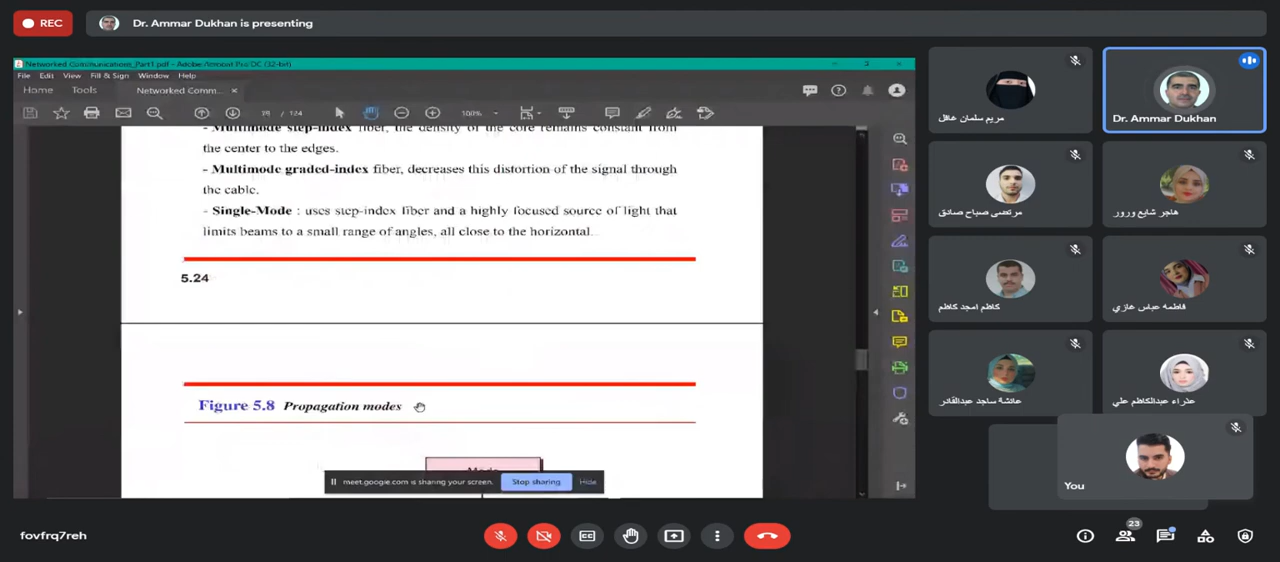 REC
Dr. Ammar Dukhan is presenting
Networked Communications_Part1.pdf - Adobe Acrobat Pro DC (32-bit)
File Edit View Fill & Sign Window Help
Home Tools Networked Comm...
/ 124
100%
- Multimode step-index fiber, the density of the core remains constant from
the center to the edges.
- Multimode graded-index fiber, decreases this distortion of the signal through
the cable.
- Single-Mode : uses step-index fiber and a highly focused source of light that
limits beams to a small range of angles, all close to the horizontal.
5.24
Figure 5.8 Propagation modes
Mode
meet.google.com is sharing your screen.
Stop sharing
Hide
مريم سلمان عاقل
Dr. Ammar Dukhan
مرتضى صباح صادق
هاجر شايع ورور
كاظم امجد كاظم
فاطمه عباس غازي
عائشة ساجد عبدالقادر
عذراء عبدالكاظم علي
You
fovfrq7reh
CC
23